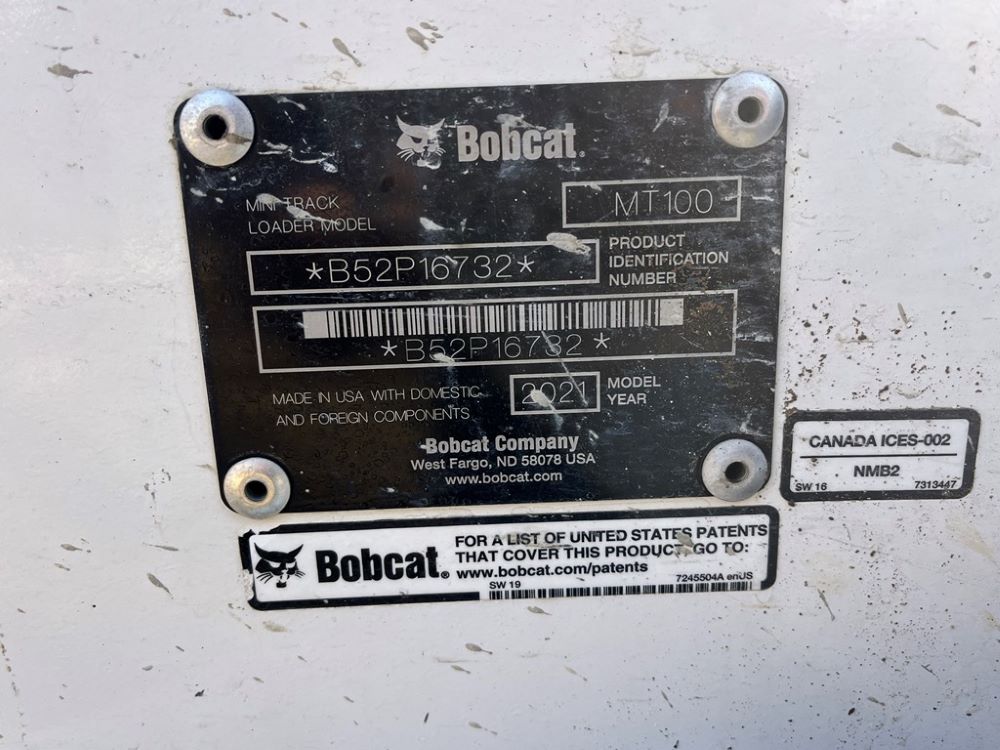 Bobcat.
MINI TRACK
LOADER MODEL
MT100
*B52P16732*
PRODUCT
IDENTIFICATION
NUMBER
*B52P16732*
MADE IN USA WITH DOMESTIC
AND FOREIGN COMPONENTS
2021
MODEL
YEAR
Bobcat Company
West Fargo, ND 58078 USA
www.bobcat.com
CANADA ICES-002
NMB2
SW 16 7313447
Bobcat.
FOR A LIST OF UNITED STATES PATENTS
THAT COVER THIS PRODUCT GO TO:
www.bobcat.com/patents
SW 19
7245504A enUS